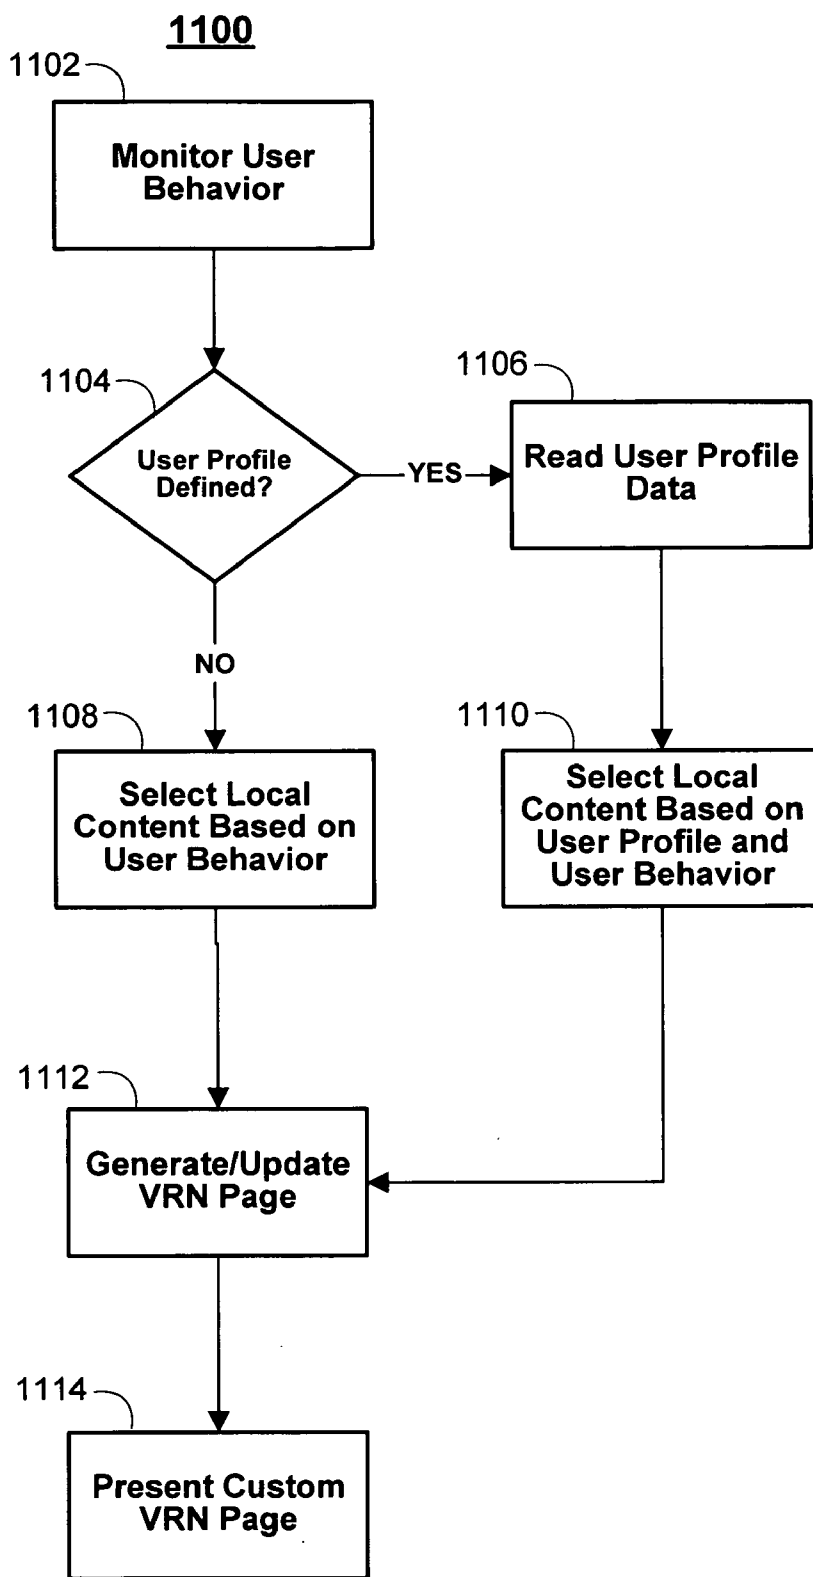 1100
1102
Monitor User
Behavior
1104
User Profile
Defined?
YES
1106
Read User Profile
Data
NO
1108
Select Local
Content Based on
User Behavior
1110
Select Local
Content Based on
User Profile and
User Behavior
1112
Generate/Update
VRN Page
1114
Present Custom
VRN Page